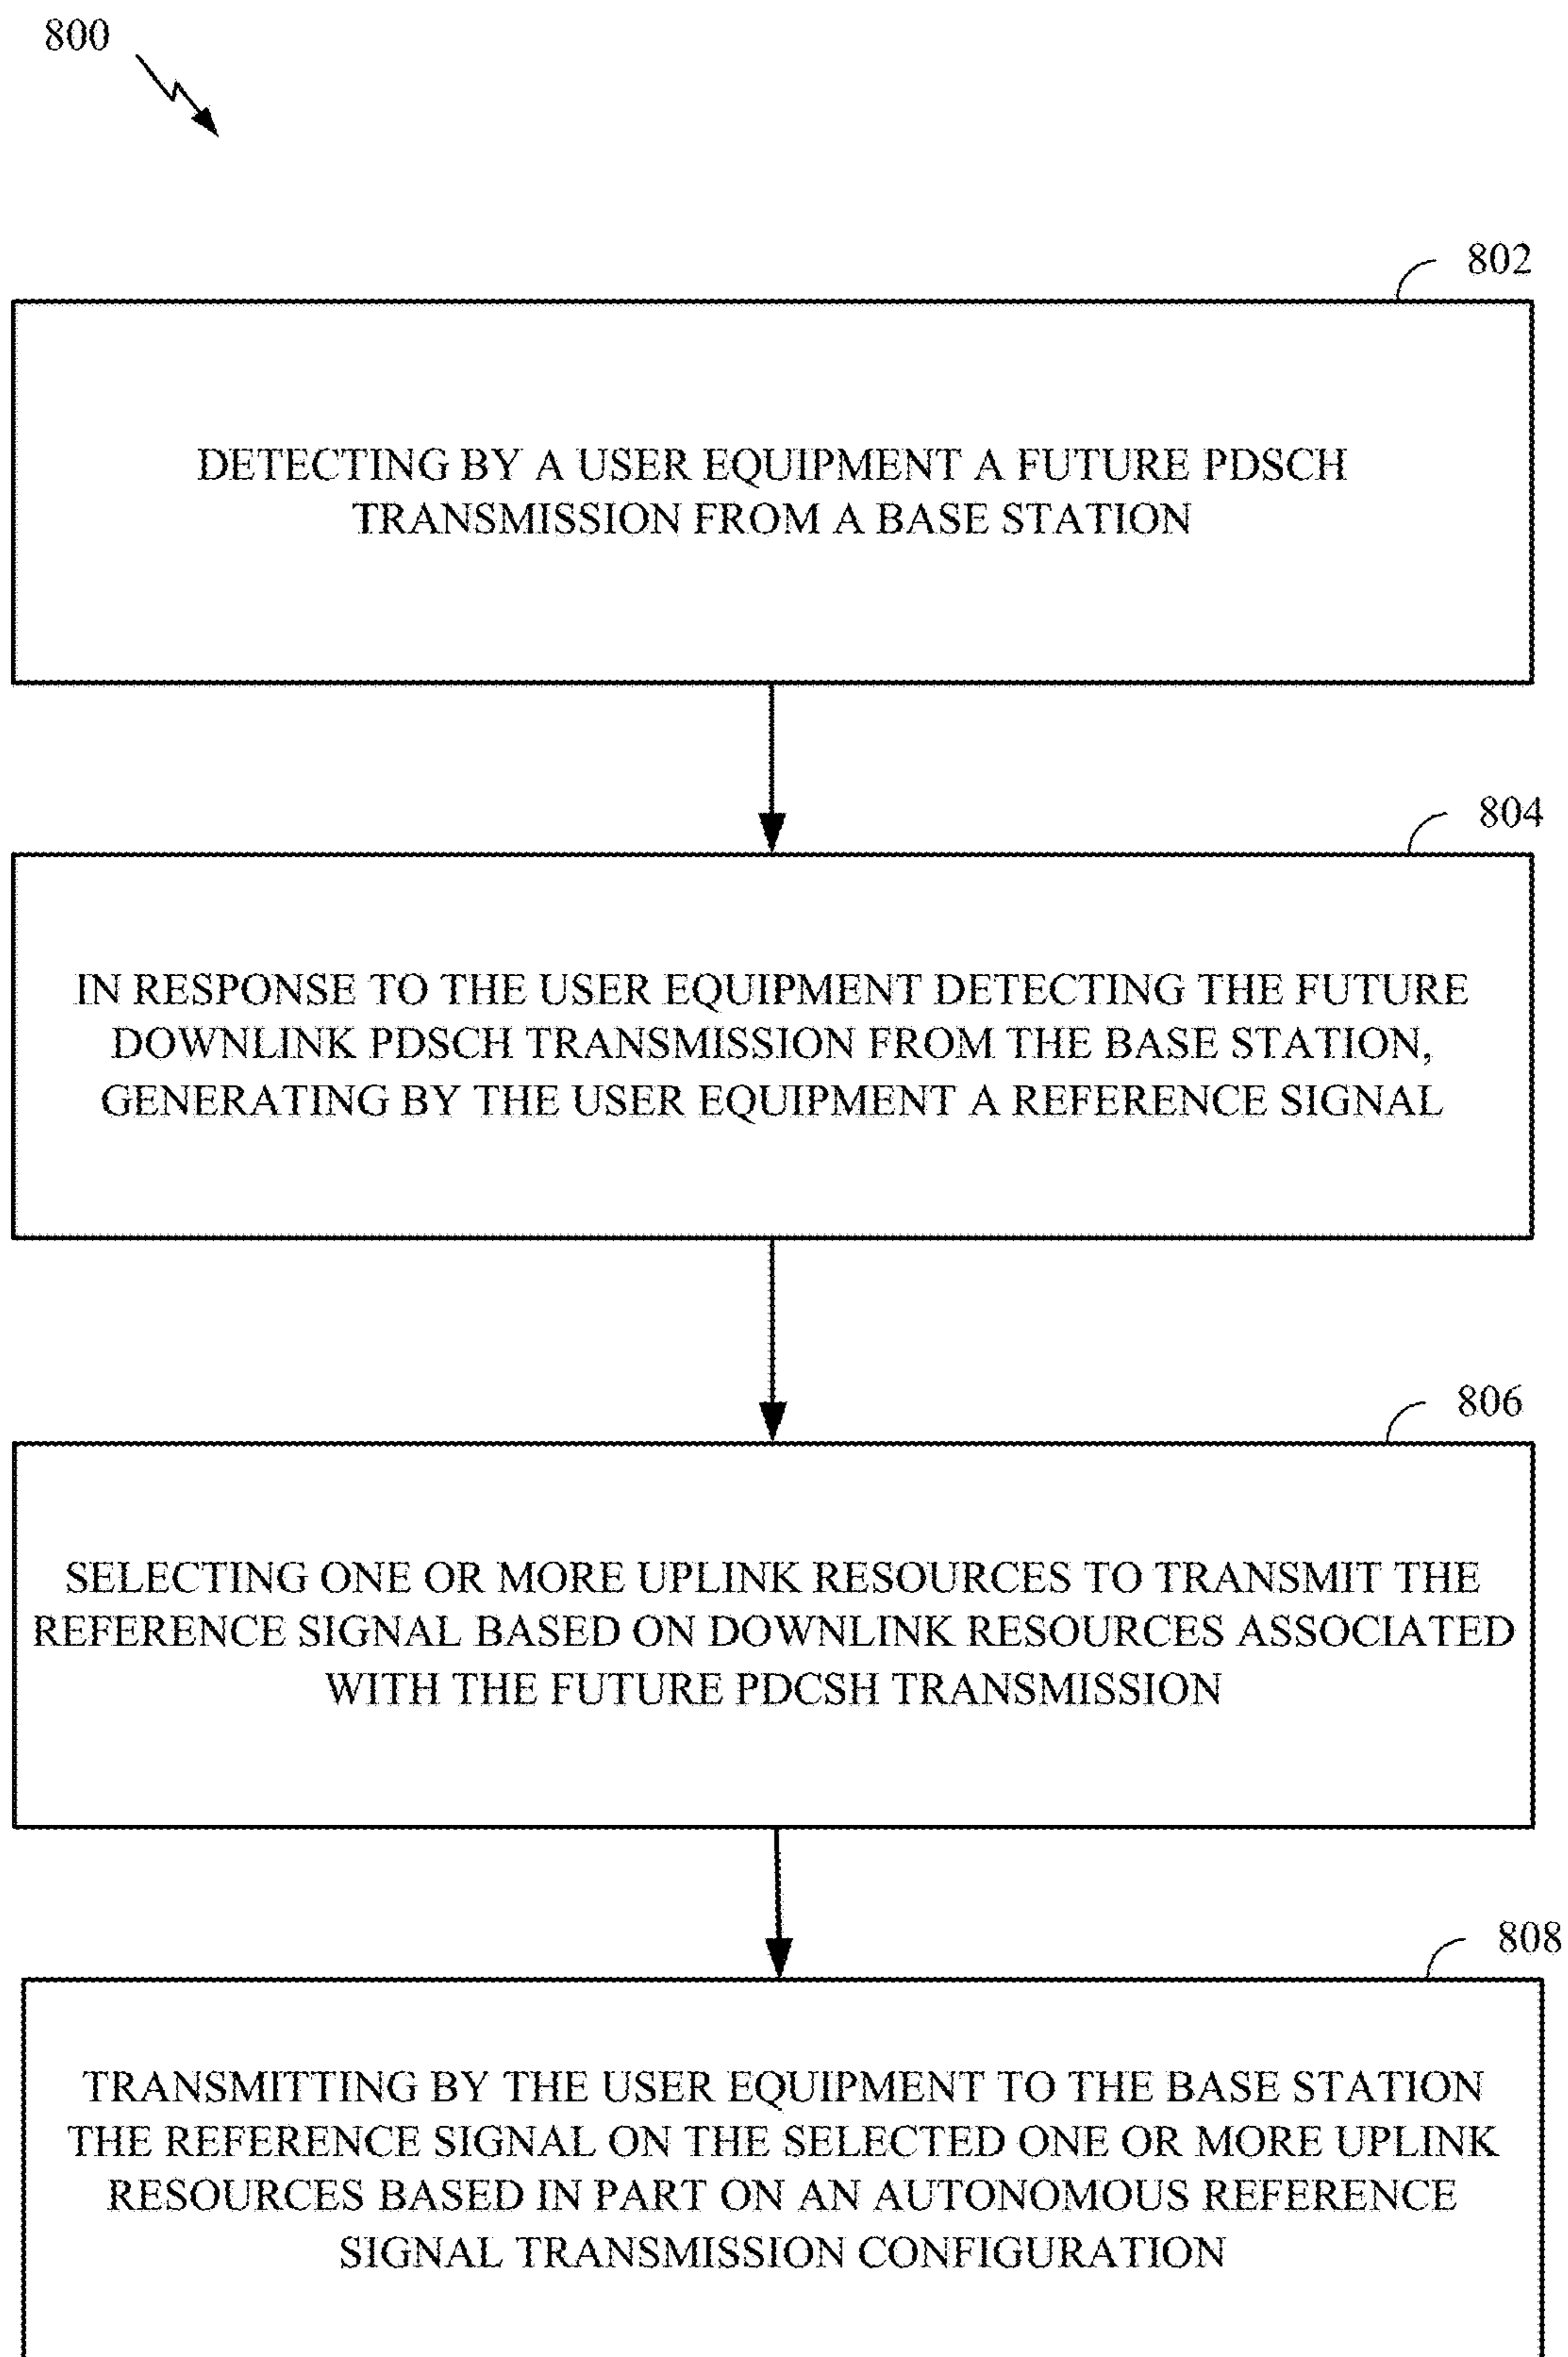 800
802
DETECTING BY A USER EQUIPMENT A FUTURE PDSCH
TRANSMISSION FROM A BASE STATION
804
IN RESPONSE TO THE USER EQUIPMENT DETECTING THE FUTURE
DOWNLINK PDSCH TRANSMISSION FROM THE BASE STATION,
GENERATING BY THE USER EQUIPMENT A REFERENCE SIGNAL
806
SELECTING ONE OR MORE UPLINK RESOURCES TO TRANSMIT THE
REFERENCE SIGNAL BASED ON DOWNLINK RESOURCES ASSOCIATED
WITH THE FUTURE PDCSH TRANSMISSION
808
TRANSMITTING BY THE USER EQUIPMENT TO THE BASE STATION
THE REFERENCE SIGNAL ON THE SELECTED ONE OR MORE UPLINK
RESOURCES BASED IN PART ON AN AUTONOMOUS REFERENCE
SIGNAL TRANSMISSION CONFIGURATION